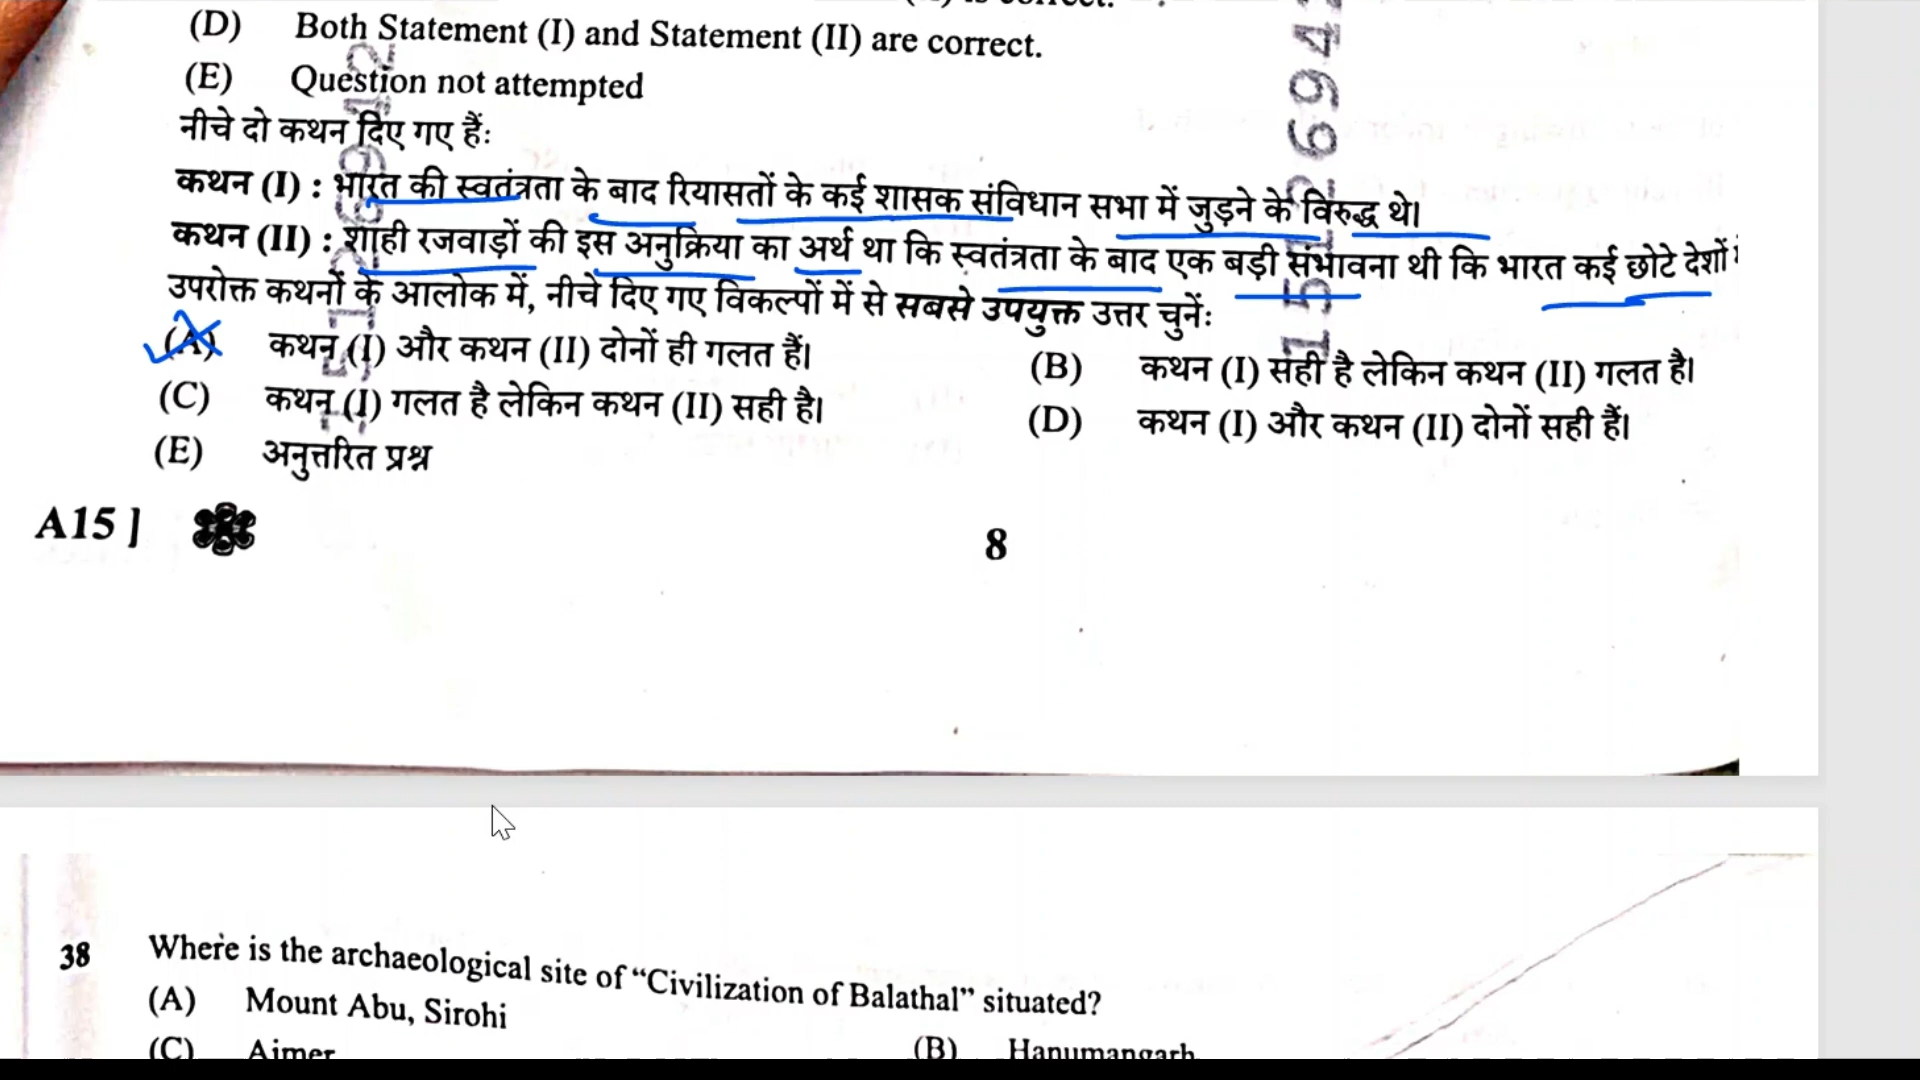 (D) Both Statement (I) and Statement (II) are correct.
(E) Question not attempted
नीचे दो कथन दिए गए हैं:
कथन (I) : भारत की स्वतंत्रता के बाद रियासतों के कई शासक संविधान सभा में जुड़ने के विरुद्ध थे।
कथन (II) : शाही रजवाड़ों की इस अनुक्रिया का अर्थ था कि स्वतंत्रता के बाद एक बड़ी संभावना थी कि भारत कई छोटे देशों
उपरोक्त कथनों के आलोक में, नीचे दिए गए विकल्पों में से सबसे उपयुक्त उत्तर चुनें:
(A) कथन (I) और कथन (II) दोनों ही गलत हैं।
(B) कथन (I) सही है लेकिन कथन (II) गलत है।
(C) कथन (I) गलत है लेकिन कथन (II) सही है।
(D) कथन (I) और कथन (II) दोनों सही हैं।
(E) अनुत्तरित प्रश्न
A15 ]
8
38 Where is the archaeological site of “Civilization of Balathal” situated?
(A) Mount Abu, Sirohi
(C) Ajmer
(B) Hanumangarh